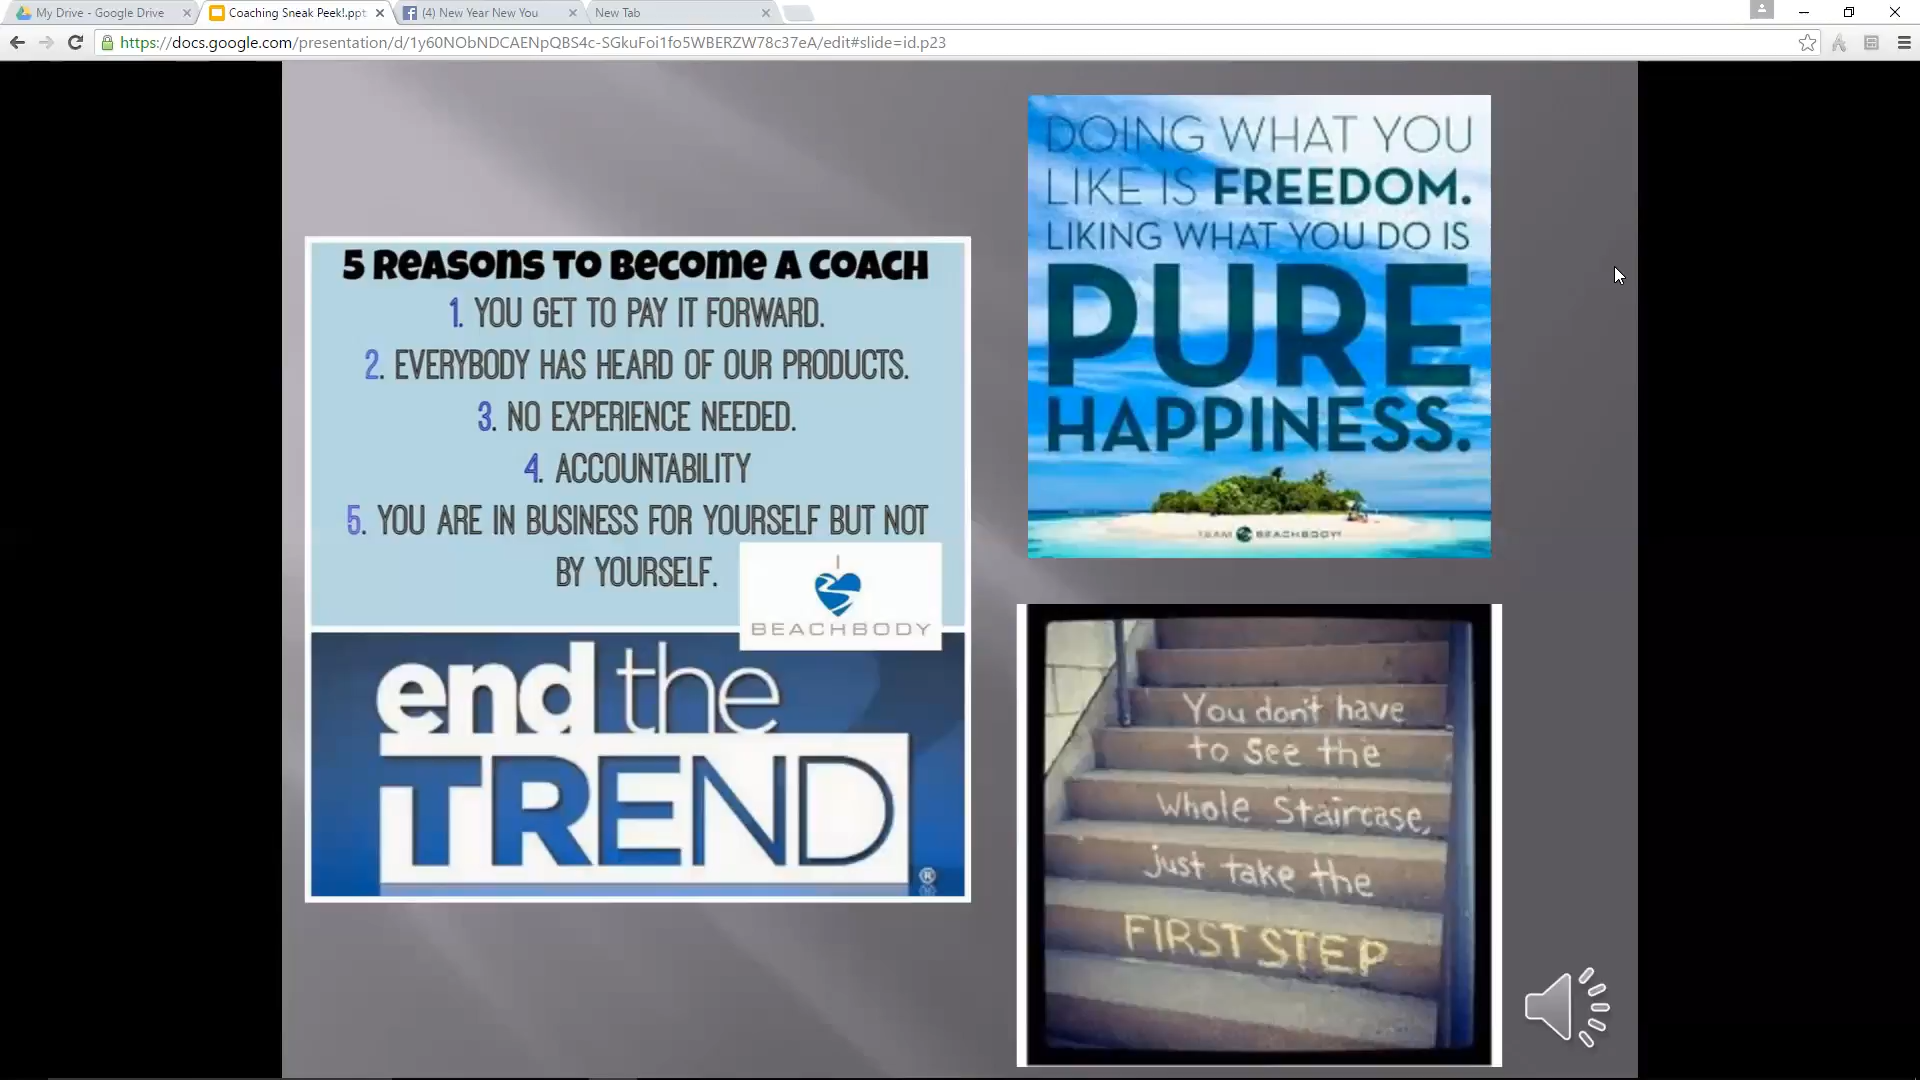 My Drive - Google Drive
Coaching Sneak Peek!.ppt
(4) New Year New You
New Tab
https://docs.google.com/presentation/d/1y60NObNDCAENpQBS4c-SGkuFoi1fo5WBERZW78c37eA/edit#slide=id.p23
5 Reasons to Become a Coach
1. YOU GET TO PAY IT FORWARD.
2. EVERYBODY HAS HEARD OF OUR PRODUCTS.
3. NO EXPERIENCE NEEDED.
4. ACCOUNTABILITY
5. YOU ARE IN BUSINESS FOR YOURSELF BUT NOT
BY YOURSELF.
I
BEACHBODY
end the
TREND
®
DOING WHAT YOU
LIKE IS FREEDOM.
LIKING WHAT YOU DO IS
PURE
HAPPINESS.
TEAM BEACHBODY
You don't have
to see the
whole staircase,
just take the
FIRST STEP